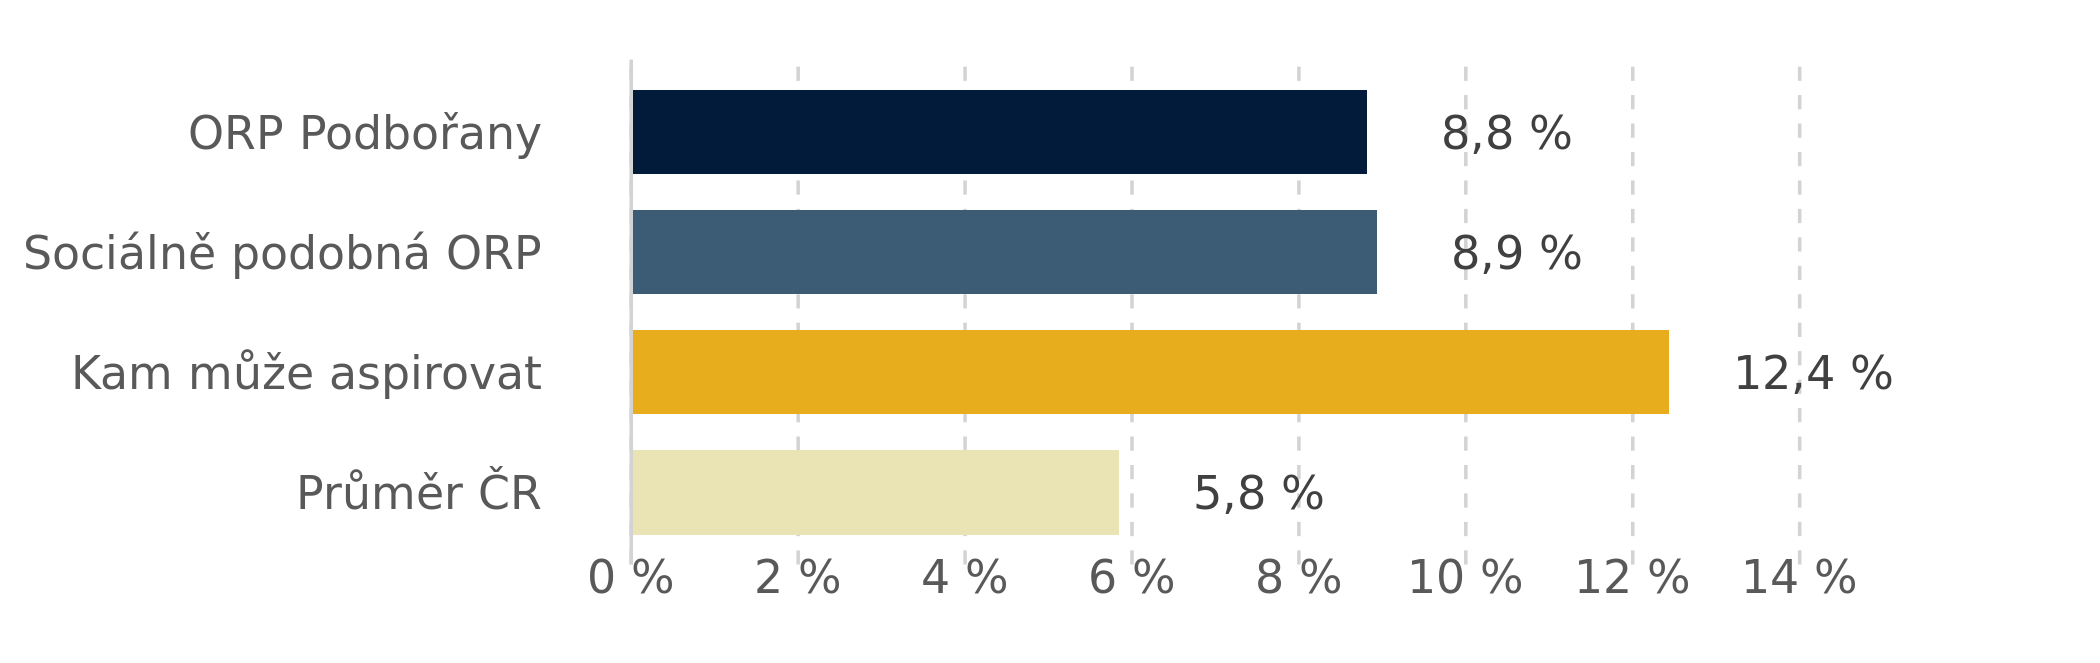 ORP Podbořany 8,8 %
Sociálně podobná ORP 8,9 %
Kam může aspirovat 12,4 %
Průměr ČR 5,8 %
0 % 2 % 4 % 6 % 8 % 10 % 12 % 14 %